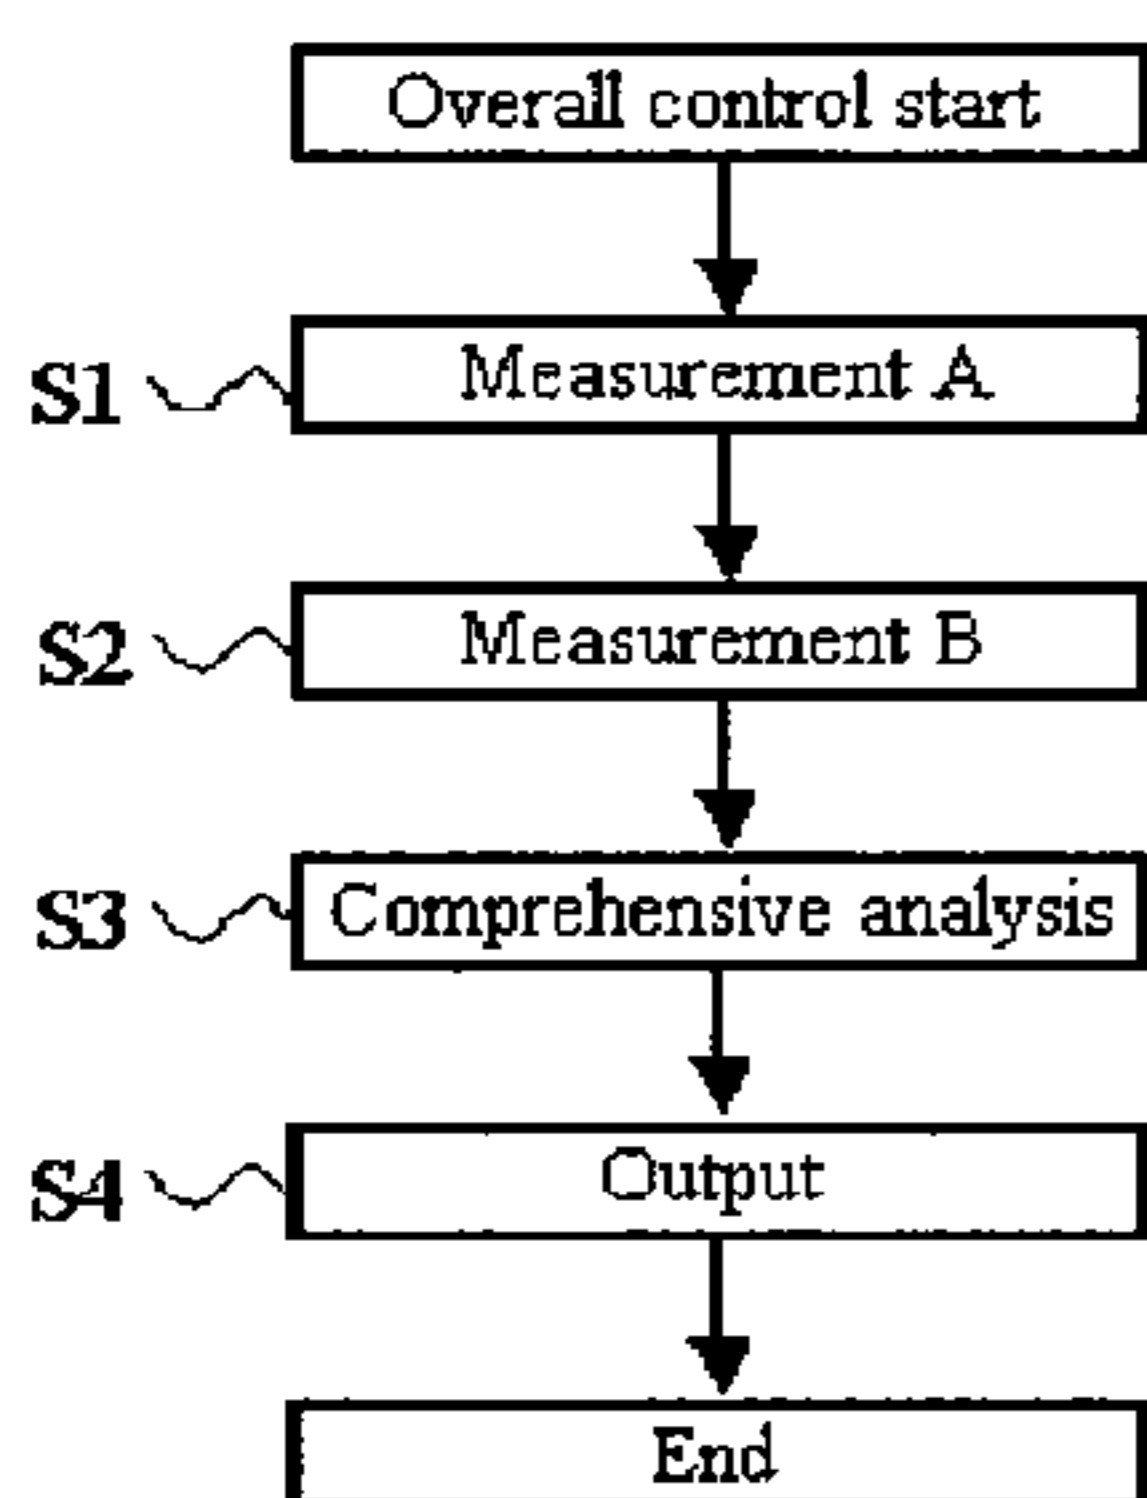 Overall control start
S1 Measurement A
S2 Measurement B
S3 Comprehensive analysis
S4 Output
End